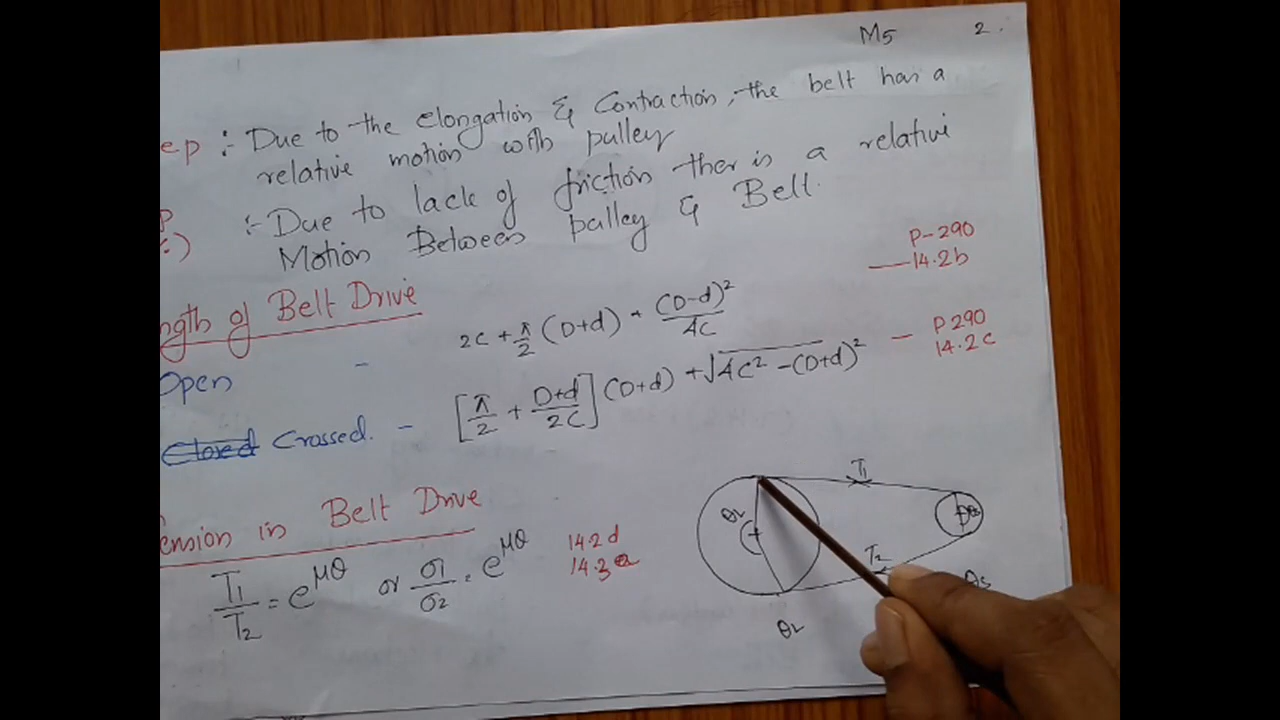 M5 2.
ep :- Due to the elongation & Contraction, the belt has a
relative motion with pulley
:- Due to lack of friction ther is a relative
Motion Between pulley & Bell.
P-290
14.2b
ngth of Belt Drive
Open - 2C + π/2 (D+d) + (D-d)²/4C
P 290
14.2c
Closed Crossed. - [π/2 + D+d/2C] (D+d) + √4C² - (D+d)²
ension in Belt Drive
T₁/T₂ = e^μθ or σ1/σ2 = e^μθ
14.2d
14.3e
T₁
θL
T₂
θs
θL